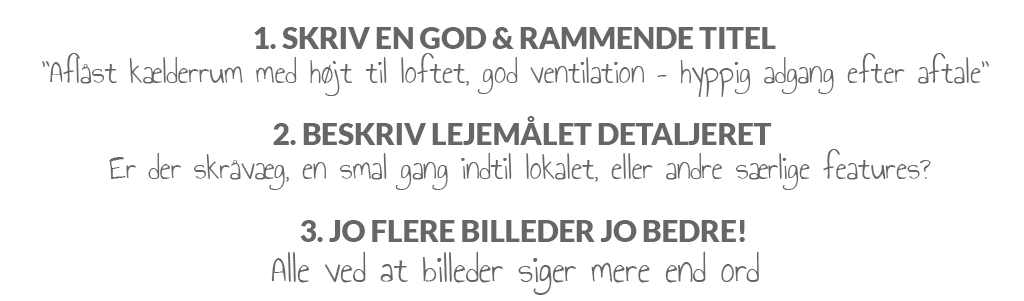 1. SKRIV EN GOD & RAMMENDE TITEL
"Aflåst kælderrum med højt til loftet, god ventilation - hyppig adgang efter aftale"
2. BESKRIV LEJEMÅLET DETALJERET
Er der skråvæg, en smal gang indtil lokalet, eller andre særlige features?
3. JO FLERE BILLEDER JO BEDRE!
Alle ved at billeder siger mere end ord